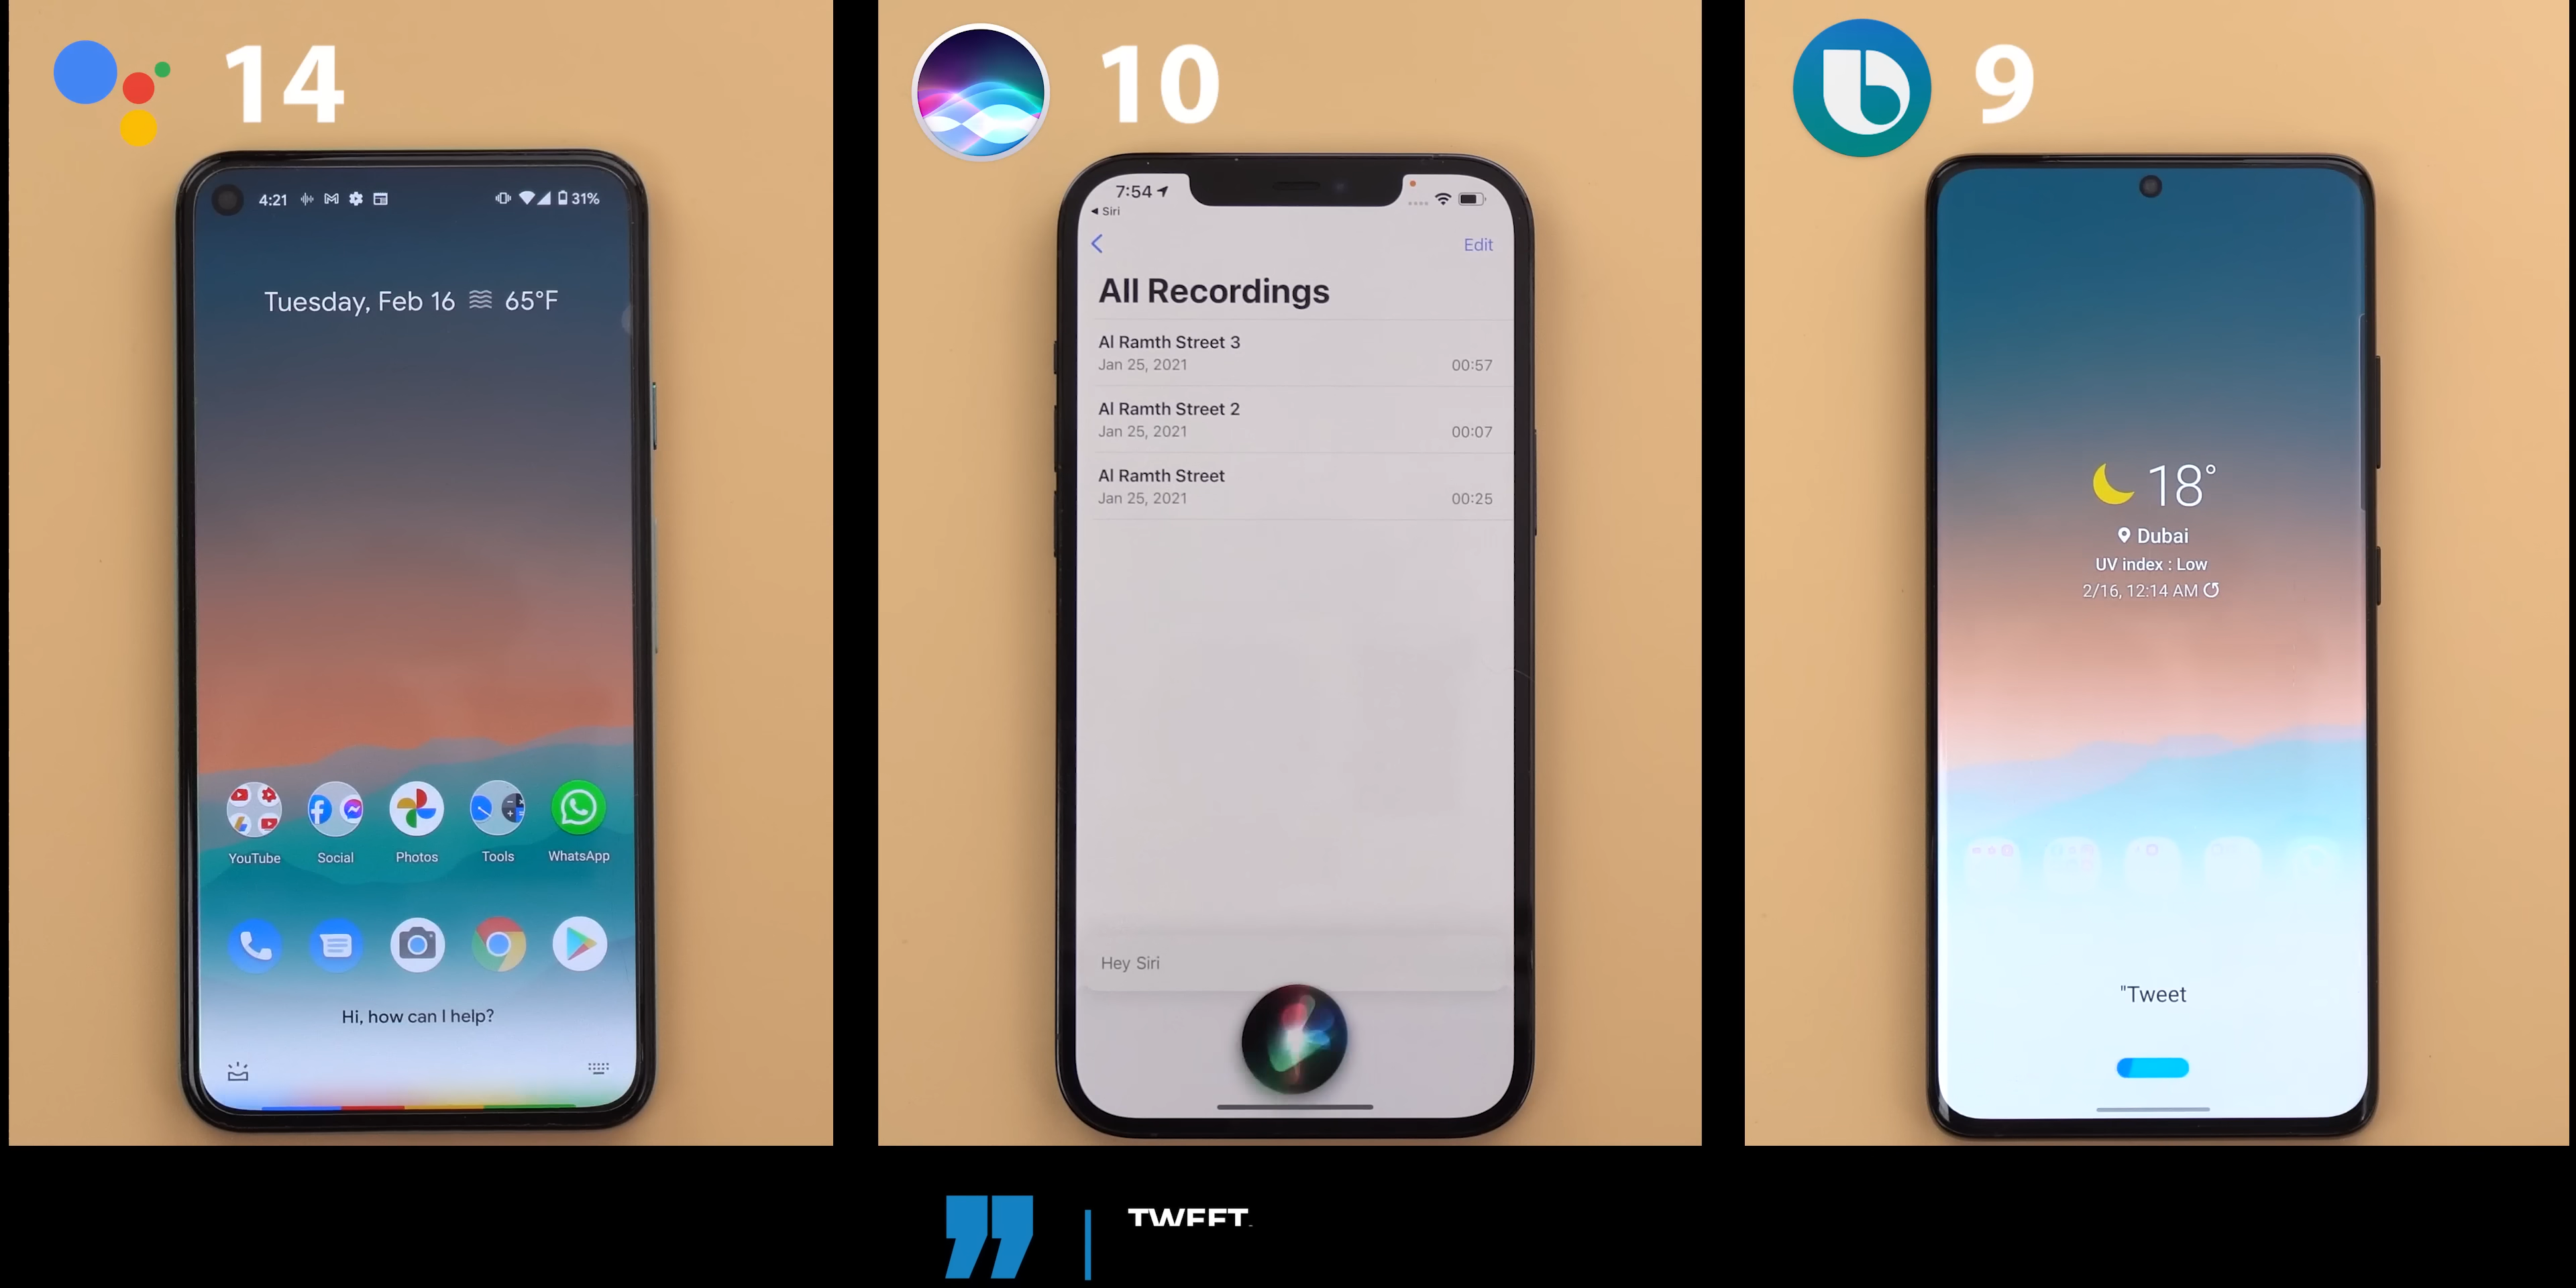 14
4:21
31%
Tuesday, Feb 16 65°F
YouTube
Social
Photos
Tools
WhatsApp
Hi, how can I help?
10
7:54
Siri
Edit
All Recordings
Al Ramth Street 3
Jan 25, 2021
00:57
Al Ramth Street 2
Jan 25, 2021
00:07
Al Ramth Street
Jan 25, 2021
00:25
Hey Siri
9
18°
Dubai
UV index : Low
2/16, 12:14 AM
"Tweet
TWEET